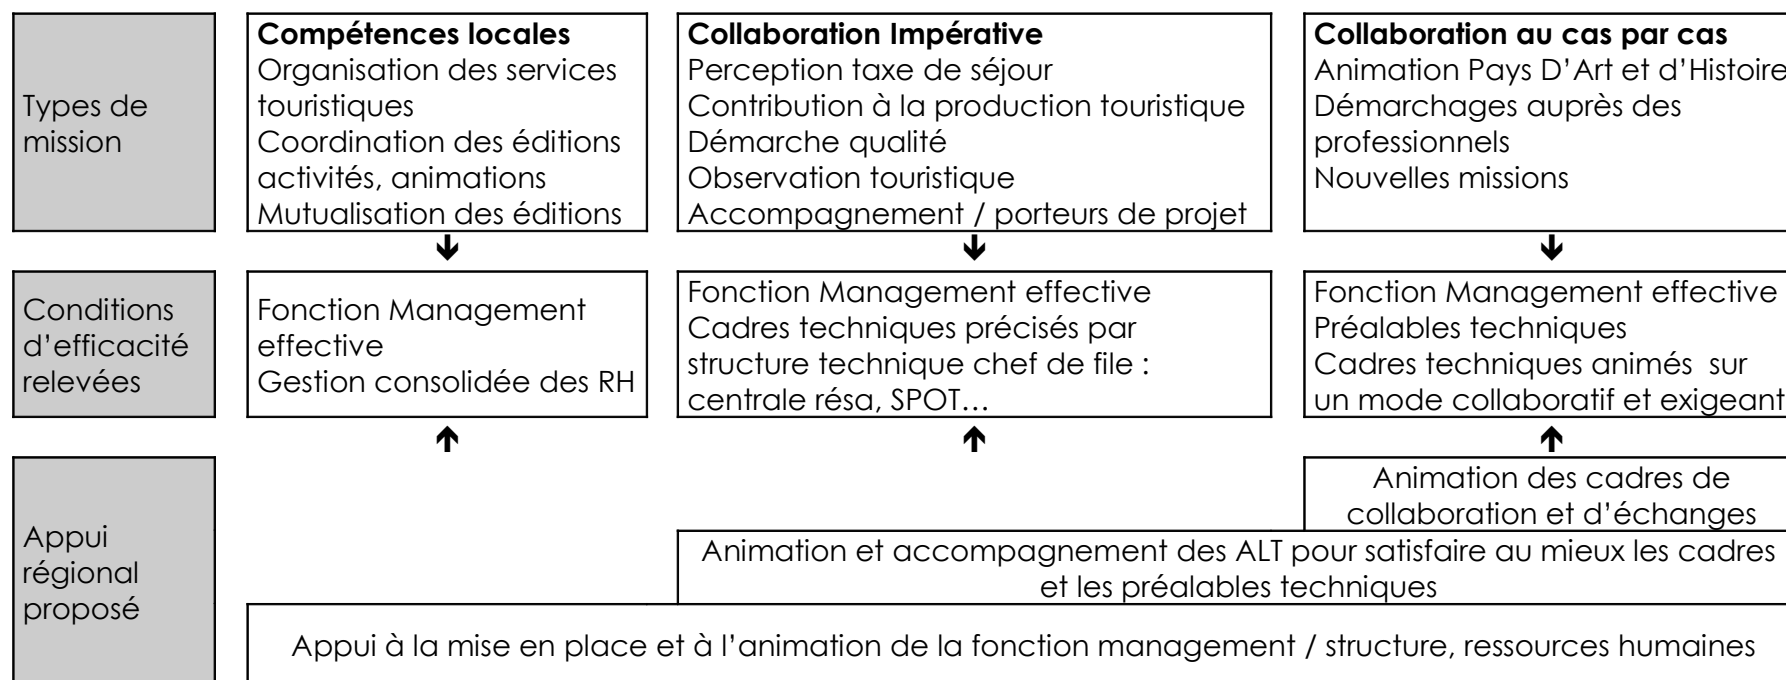 Types de
mission
Compétences locales
Organisation des services
touristiques
Coordination des éditions
activités, animations
Mutualisation des éditions
Collaboration Impérative
Perception taxe de séjour
Contribution à la production touristique
Démarche qualité
Observation touristique
Accompagnement / porteurs de projet
Collaboration au cas par cas
Animation Pays D'Art et d'Histoire
Démarchages auprès des
professionnels
Nouvelles missions
Conditions
d'efficacité
relevées
Fonction Management
effective
Gestion consolidée des RH
Fonction Management effective
Cadres techniques précisés par
structure technique chef de file :
centrale résa, SPOT…
Fonction Management effective
Préalables techniques
Cadres techniques animés sur
un mode collaboratif et exigeant
Appui
régional
proposé
Animation des cadres de
collaboration et d'échanges
Animation et accompagnement des ALT pour satisfaire au mieux les cadres
et les préalables techniques
Appui à la mise en place et à l'animation de la fonction management / structure, ressources humaines